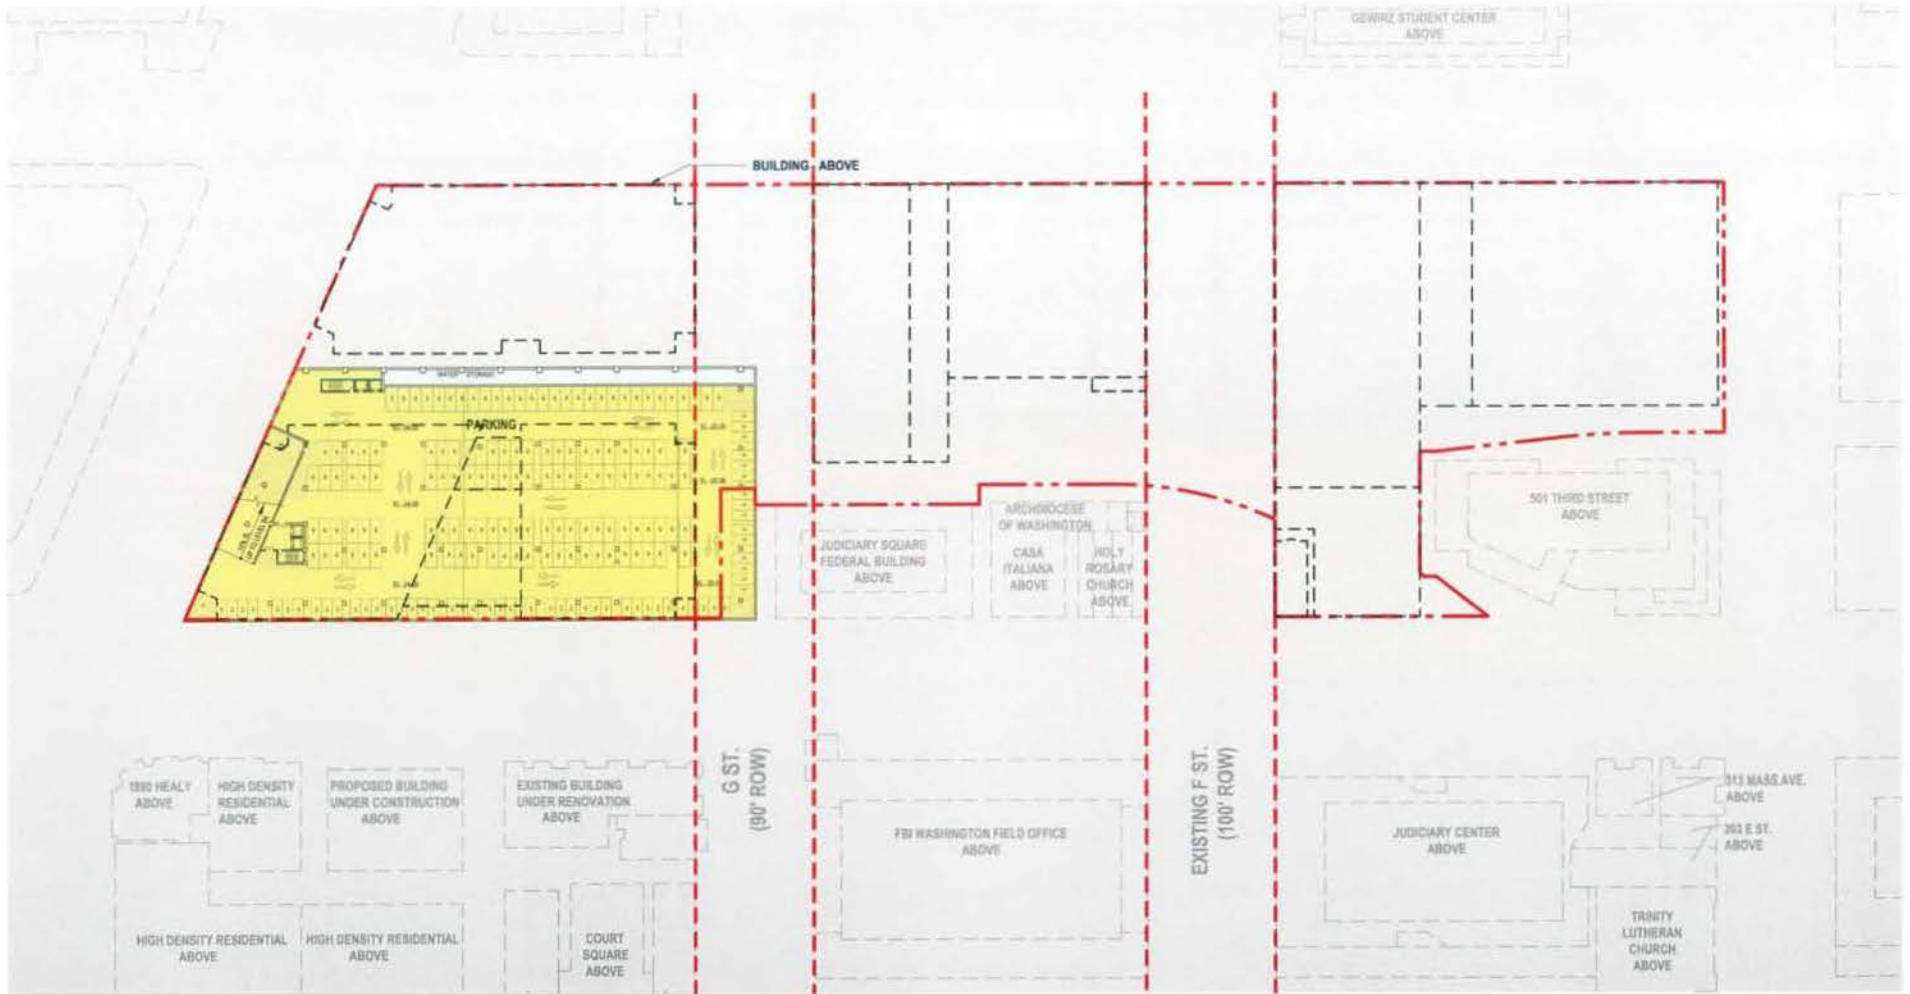 GEWIRZ STUDENT CENTER
ABOVE
BUILDING ABOVE
WATER STORAGE
PARKING
501 THIRD STREET
ABOVE
ARCHDIOCESE
OF WASHINGTON
JUDICIARY SQUARE
FEDERAL BUILDING
ABOVE
CASA
ITALIANA
ABOVE
HOLY
ROSARY
CHURCH
ABOVE
G ST.
(90' ROW)
EXISTING F ST.
(100' ROW)
ABOVE
HIGH DENSITY
RESIDENTIAL
ABOVE
PROPOSED BUILDING
UNDER CONSTRUCTION
ABOVE
EXISTING BUILDING
UNDER RENOVATION
ABOVE
FBI WASHINGTON FIELD OFFICE
ABOVE
JUDICIARY CENTER
ABOVE
313 MASS.AVE.
ABOVE
303 E ST.
ABOVE
HIGH DENSITY RESIDENTIAL
ABOVE
HIGH DENSITY RESIDENTIAL
ABOVE
COURT
SQUARE
ABOVE
TRINITY
LUTHERAN
CHURCH
ABOVE